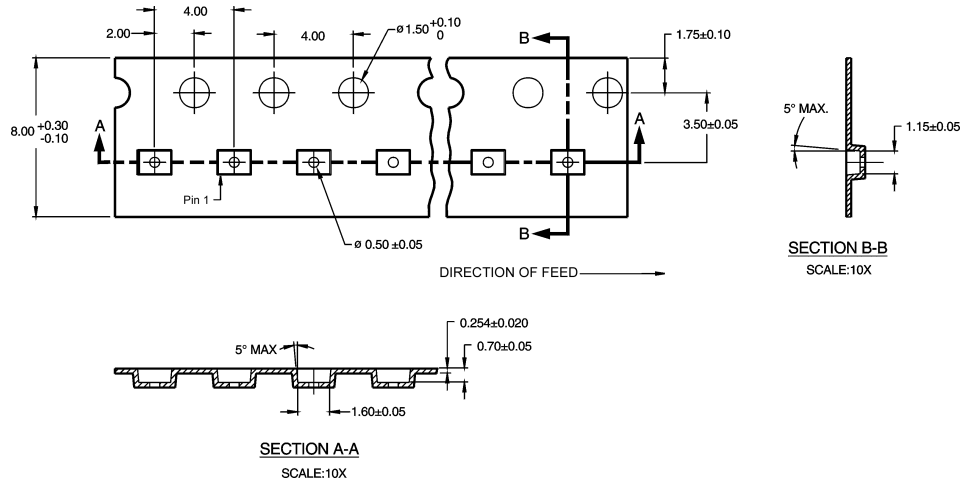 4.00
2.00
4.00
ø 1.50 +0.10
0
B
1.75±0.10
8.00 +0.30
-0.10
A
A
3.50±0.05
5° MAX.
1.15±0.05
Pin 1
ø 0.50 ±0.05
B
SECTION B-B
SCALE:10X
DIRECTION OF FEED
0.254±0.020
5° MAX
0.70±0.05
1.60±0.05
SECTION A-A
SCALE:10X